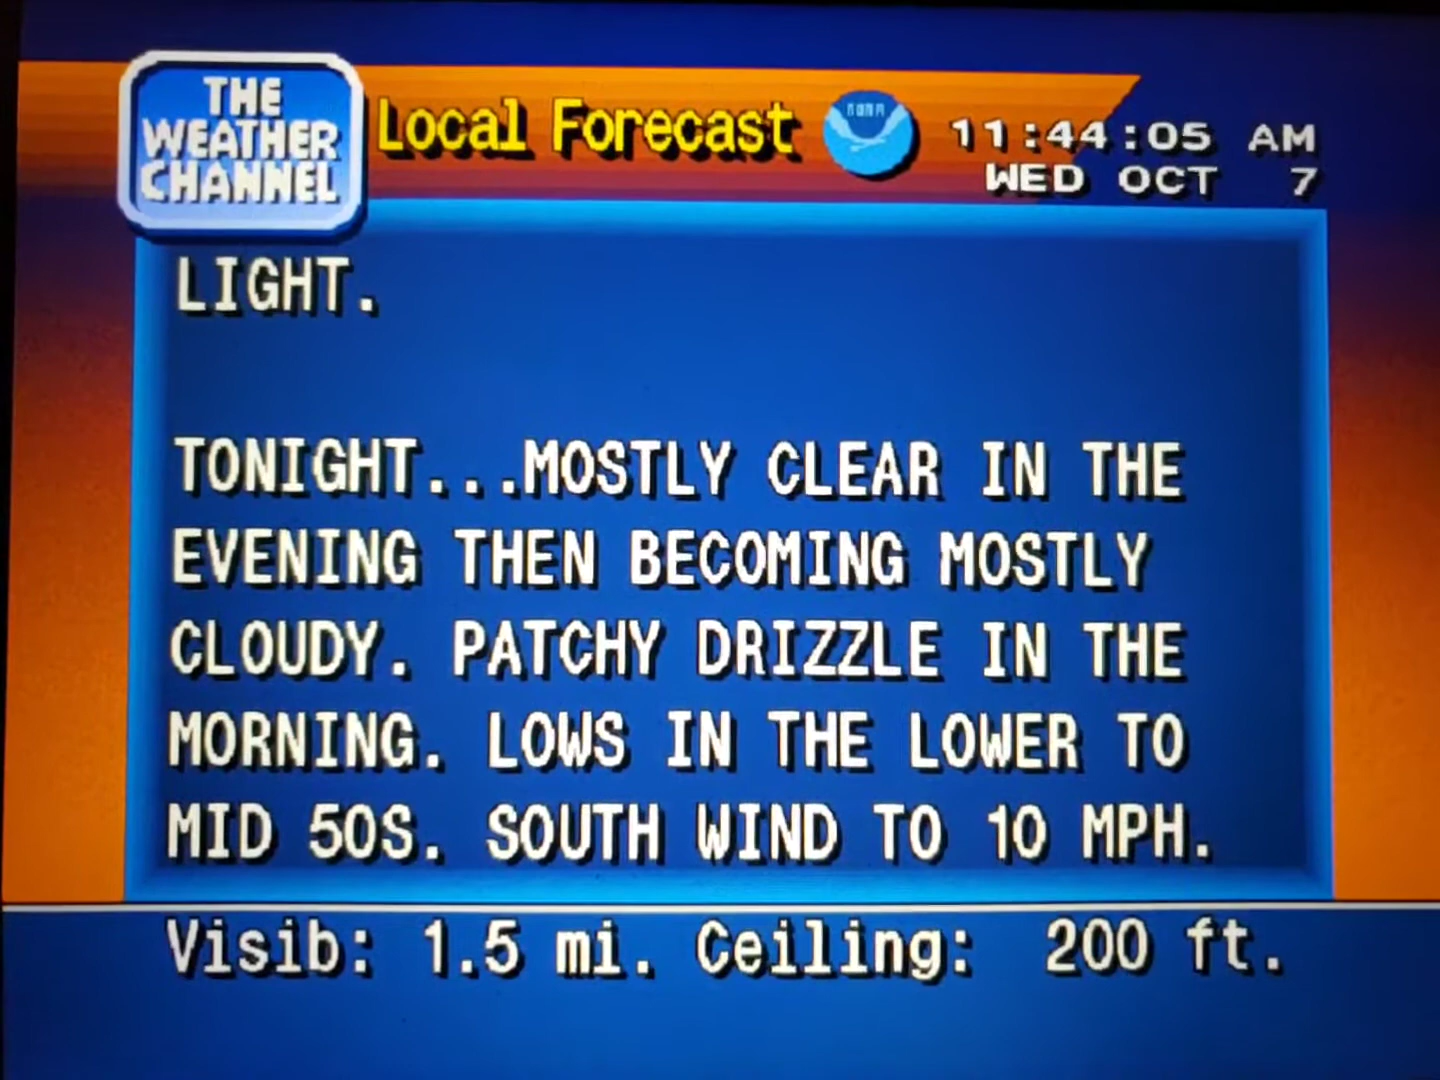 THE
WEATHER
CHANNEL
Local Forecast
NOAA
11:44:05 AM
WED OCT 7
LIGHT.
TONIGHT...MOSTLY CLEAR IN THE
EVENING THEN BECOMING MOSTLY
CLOUDY. PATCHY DRIZZLE IN THE
MORNING. LOWS IN THE LOWER TO
MID 50S. SOUTH WIND TO 10 MPH.
Visib: 1.5 mi. Ceiling: 200 ft.